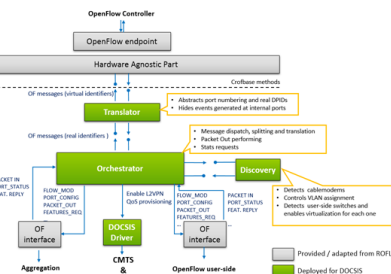 OpenFlow Controller
OpenFlow endpoint
Hardware Agnostic Part
Crofbase methods
OF messages (virtual identifiers )
Translator
• Abstracts port numbering and real DPIDs
• Hides events generated at internal ports
OF messages (real identifiers )
• Message dispatch, splitting and translation
• Packet Out performing
• Stats requests
Orchestrator
Discovery
PACKET IN
PORT_STATUS
FEAT. REPLY
FLOW_MOD
PORT_CONFIG
PACKET_OUT
FEATURES_REQ
Enable L2VPN
QoS provisioning
FLOW_MOD
PORT_CONFIG
PACKET_OUT
FEATURES_REQ
...
PACKET IN
PORT_STATUS
FEAT. REPLY
• Detects cablemodems
• Controls VLAN assignment
• Detects user-side switches and
enables virtualization for each one
OF
interface
DOCSIS
Driver
OF
interface
Aggregation
CMTS
&
OpenFlow user-side
Provided / adapted from ROFL
Deployed for DOCSIS